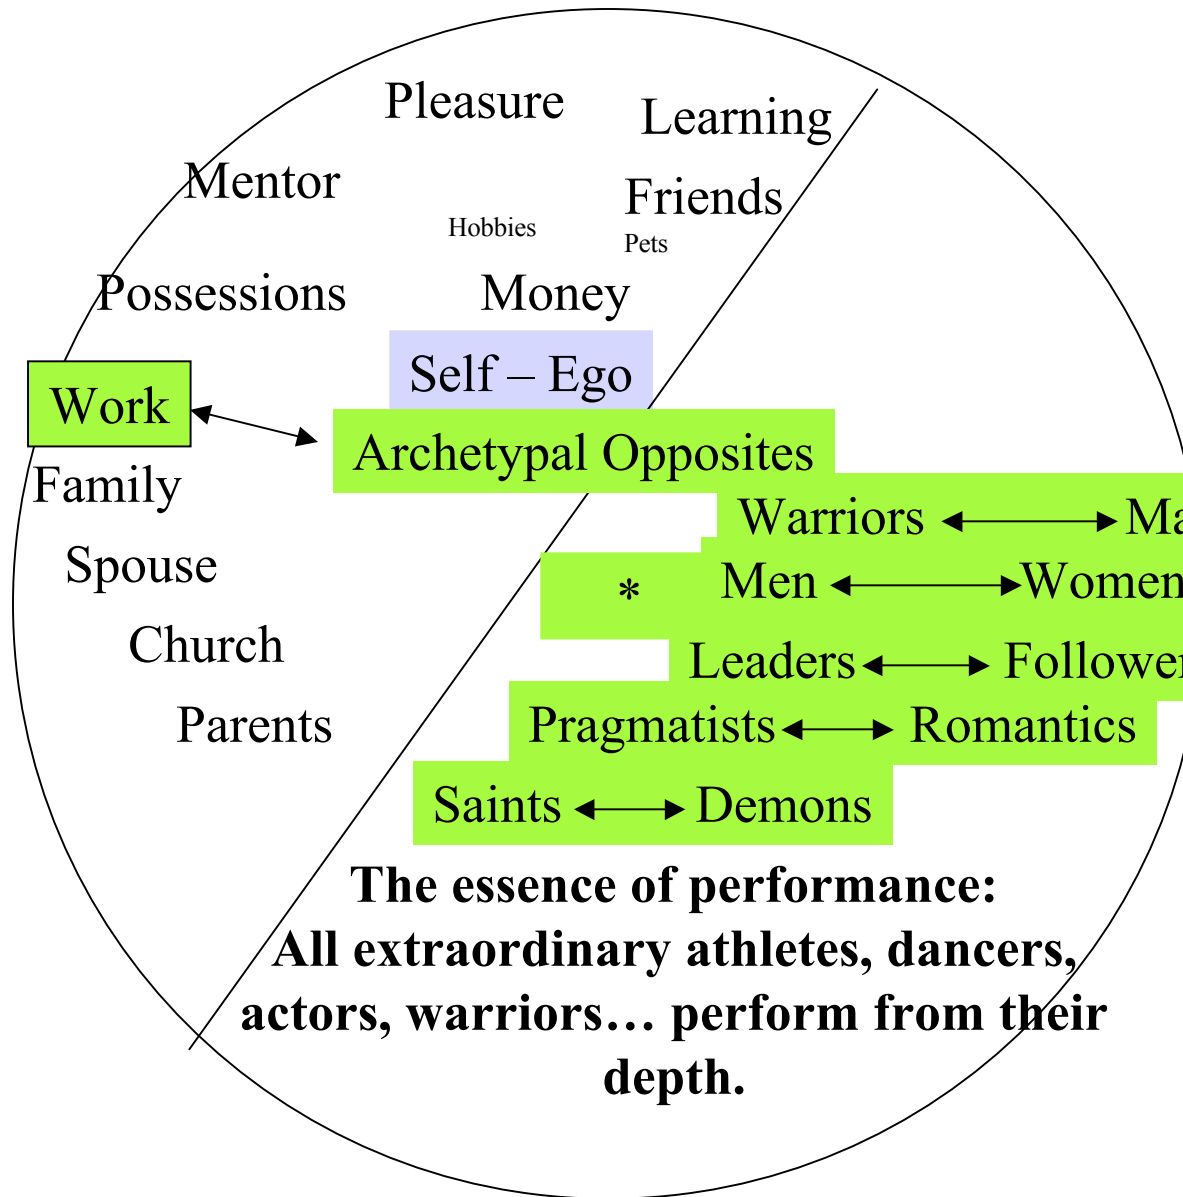 Pleasure
Learning
Mentor
Friends
Hobbies
Pets
Possessions
Money
Self – Ego
Work
Archetypal Opposites
Family
Warriors
Spouse
* Men Women
Church
Leaders
Parents
Pragmatists Romantics
Saints Demons
The essence of performance:
All extraordinary athletes, dancers,
actors, warriors… perform from their
depth.